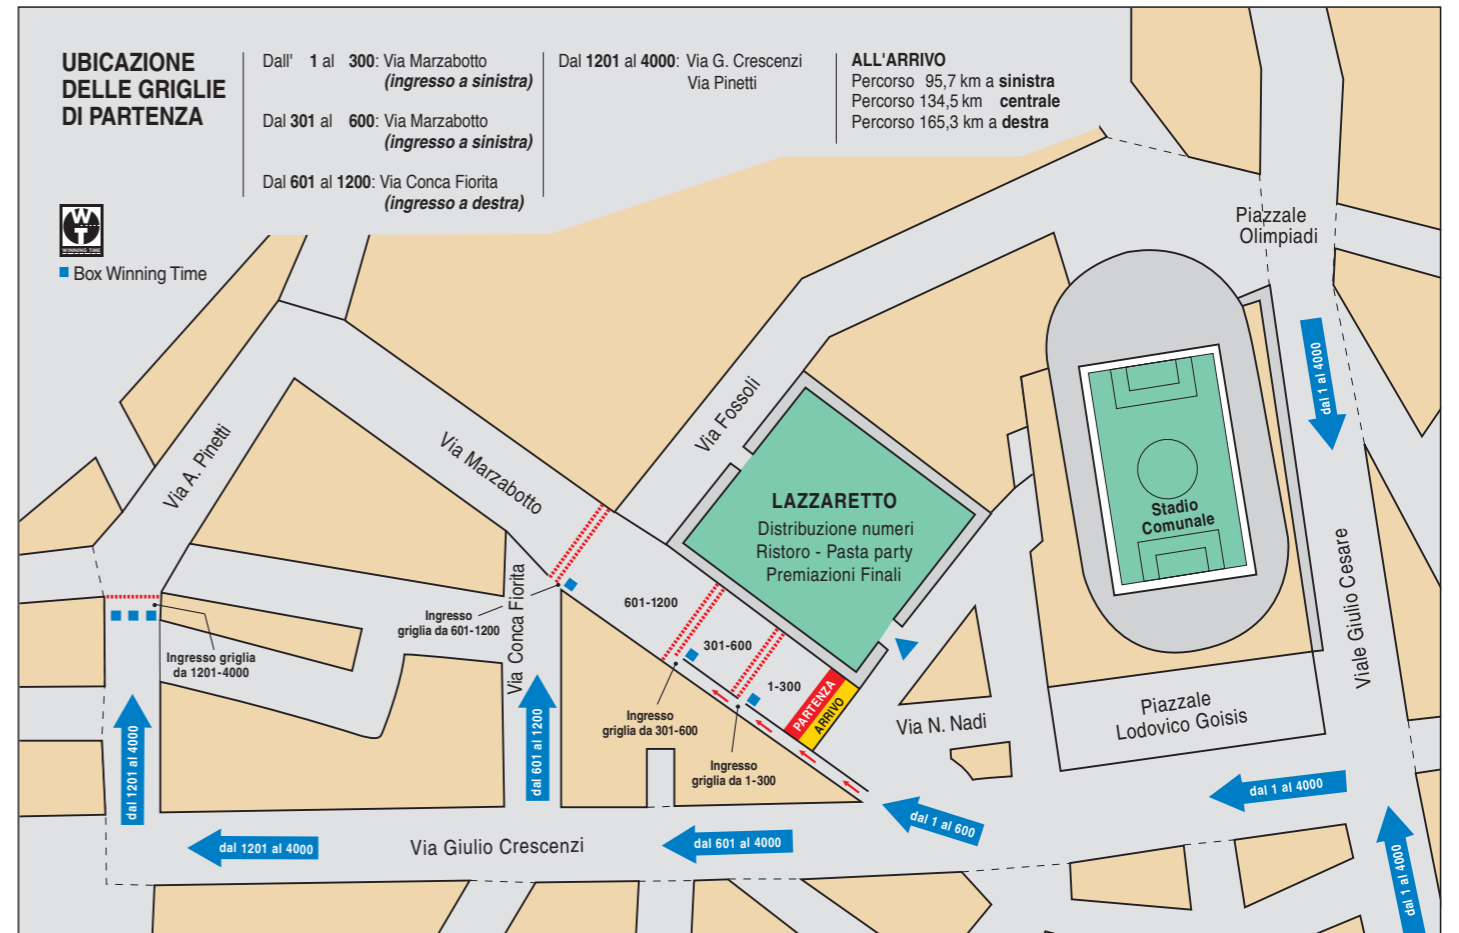 UBICAZIONE
DELLE GRIGLIE
DI PARTENZA
Dall' 1 al 300: Via Marzabotto
(ingresso a sinistra)
Dal 301 al 600: Via Marzabotto
(ingresso a sinistra)
Dal 601 al 1200: Via Conca Fiorita
(ingresso a destra)
Dal 1201 al 4000: Via G. Crescenzi
Via Pinetti
ALL'ARRIVO
Percorso 95,7 km a sinistra
Percorso 134,5 km centrale
Percorso 165,3 km a destra
WT
WINNING TIME
Box Winning Time
Piazzale
Olimpiadi
dal 1 al 4000
Via Fossoli
Via A. Pinetti
Via Marzabotto
LAZZARETTO
Distribuzione numeri
Ristoro - Pasta party
Premiazioni Finali
Stadio
Comunale
Viale Giulio Cesare
Via Conca Fiorita
Ingresso
griglia da 601-1200
601-1200
301-600
1-300
PARTENZA
ARRIVO
Ingresso griglia
da 1201-4000
Ingresso
griglia da 301-600
Ingresso
griglia da 1-300
Via N. Nadi
Piazzale
Lodovico Goisis
dal 1201 al 4000
dal 601 al 1200
dal 1 al 4000
dal 1 al 600
dal 1201 al 4000
Via Giulio Crescenzi
dal 601 al 4000
dal 1 al 4000